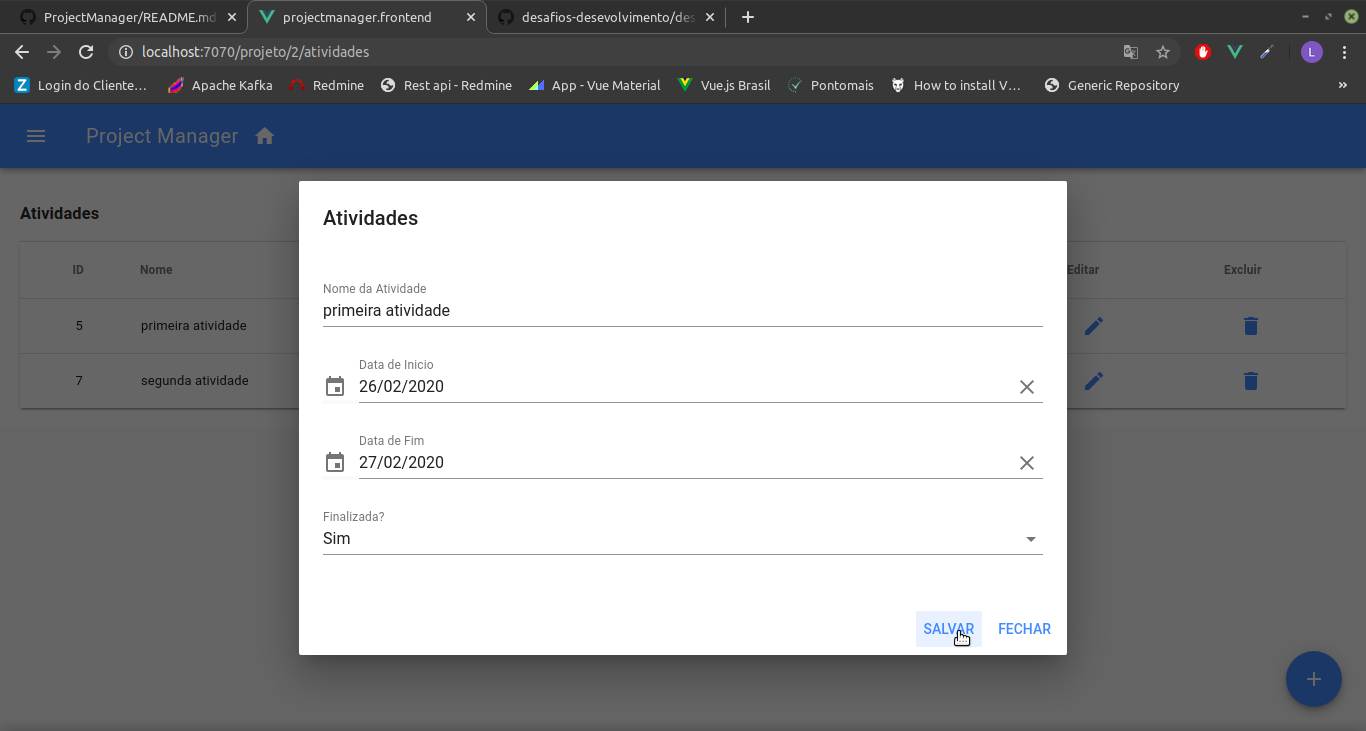 ProjectManager/README.md
projectmanager.frontend
desafios-desevolvimento/des
localhost:7070/projeto/2/atividades
L
Login do Cliente...
Apache Kafka
Redmine
Rest api - Redmine
App - Vue Material
Vue.js Brasil
Pontomais
How to install V...
Generic Repository
»
Project Manager
Atividades
ID
Nome
Editar
Excluir
5
primeira atividade
7
segunda atividade
Atividades
Nome da Atividade
primeira atividade
Data de Inicio
26/02/2020
Data de Fim
27/02/2020
Finalizada?
Sim
SALVAR
FECHAR